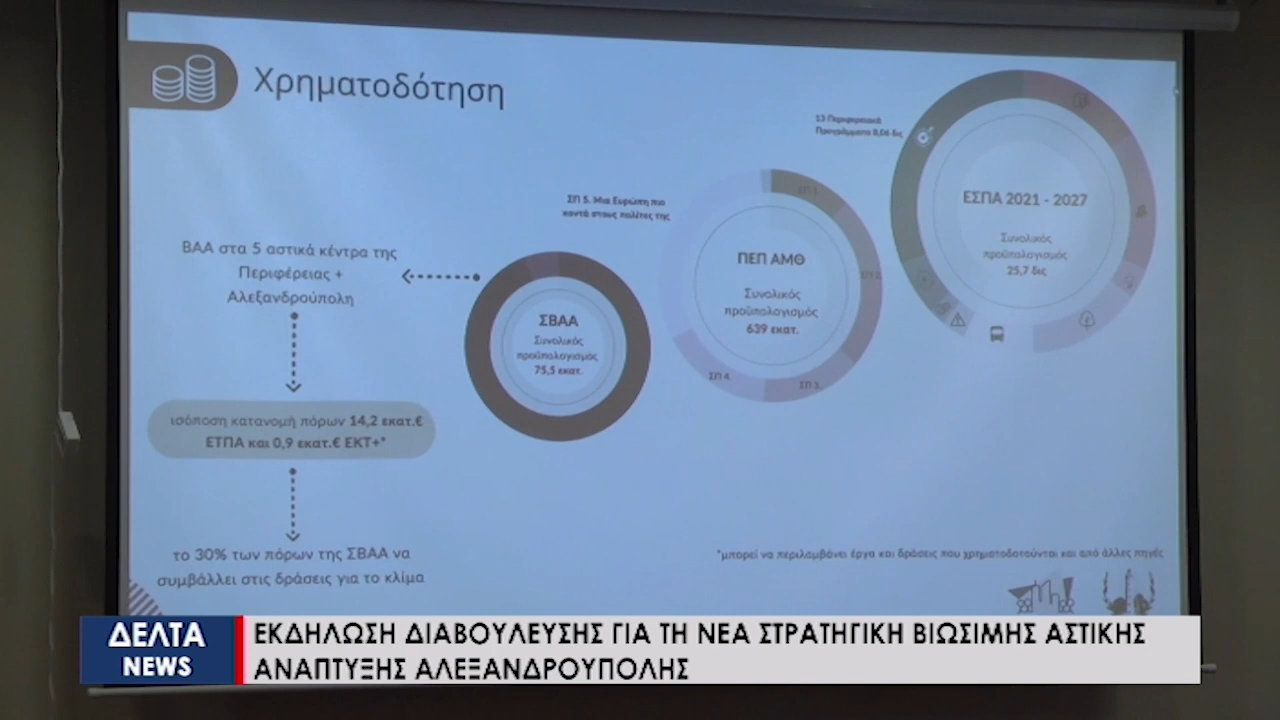 Χρηματοδότηση
13 Περιφερειακά
Προγράμματα 8,06 δις
ΕΣΠΑ 2021 - 2027
Συνολικός
προϋπολογισμός
25,7 δις
ΣΠ 5. Μια Ευρώπη πιο
κοντά στους πολίτες της
ΣΠ 1.
ΣΠ 2.
ΣΠ 3.
ΣΠ 4.
ΠΕΠ ΑΜΘ
Συνολικός
προϋπολογισμός
639 εκατ.
ΣΒΑΑ
Συνολικός
προϋπολογισμός
75,5 εκατ.
ΒΑΑ στα 5 αστικά κέντρα της
Περιφέρειας +
Αλεξανδρούπολη
ισόποση κατανομή πόρων 14,2 εκατ.€
ΕΤΠΑ και 0,9 εκατ.€ ΕΚΤ+*
το 30% των πόρων της ΣΒΑΑ να
συμβάλλει στις δράσεις για το κλίμα
*μπορεί να περιλαμβάνει έργα και δράσεις που χρηματοδοτούνται και από άλλες πηγές
ΔΕΛΤΑ
NEWS
ΕΚΔΗΛΩΣΗ ΔΙΑΒΟΥΛΕΥΣΗΣ ΓΙΑ ΤΗ ΝΕΑ ΣΤΡΑΤΗΓΙΚΗ ΒΙΩΣΙΜΗΣ ΑΣΤΙΚΗΣ
ΑΝΑΠΤΥΞΗΣ ΑΛΕΞΑΝΔΡΟΥΠΟΛΗΣ